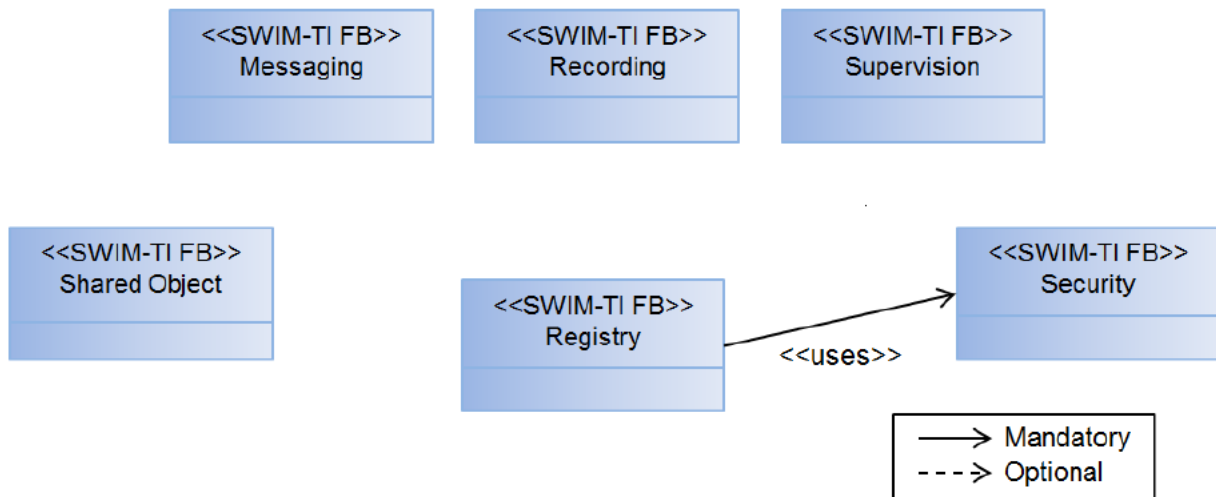 <<SWIM-TI FB>>
Messaging
<<SWIM-TI FB>>
Recording
<<SWIM-TI FB>>
Supervision
<<SWIM-TI FB>>
Shared Object
<<SWIM-TI FB>>
Registry
<<uses>>
<<SWIM-TI FB>>
Security
Mandatory
Optional